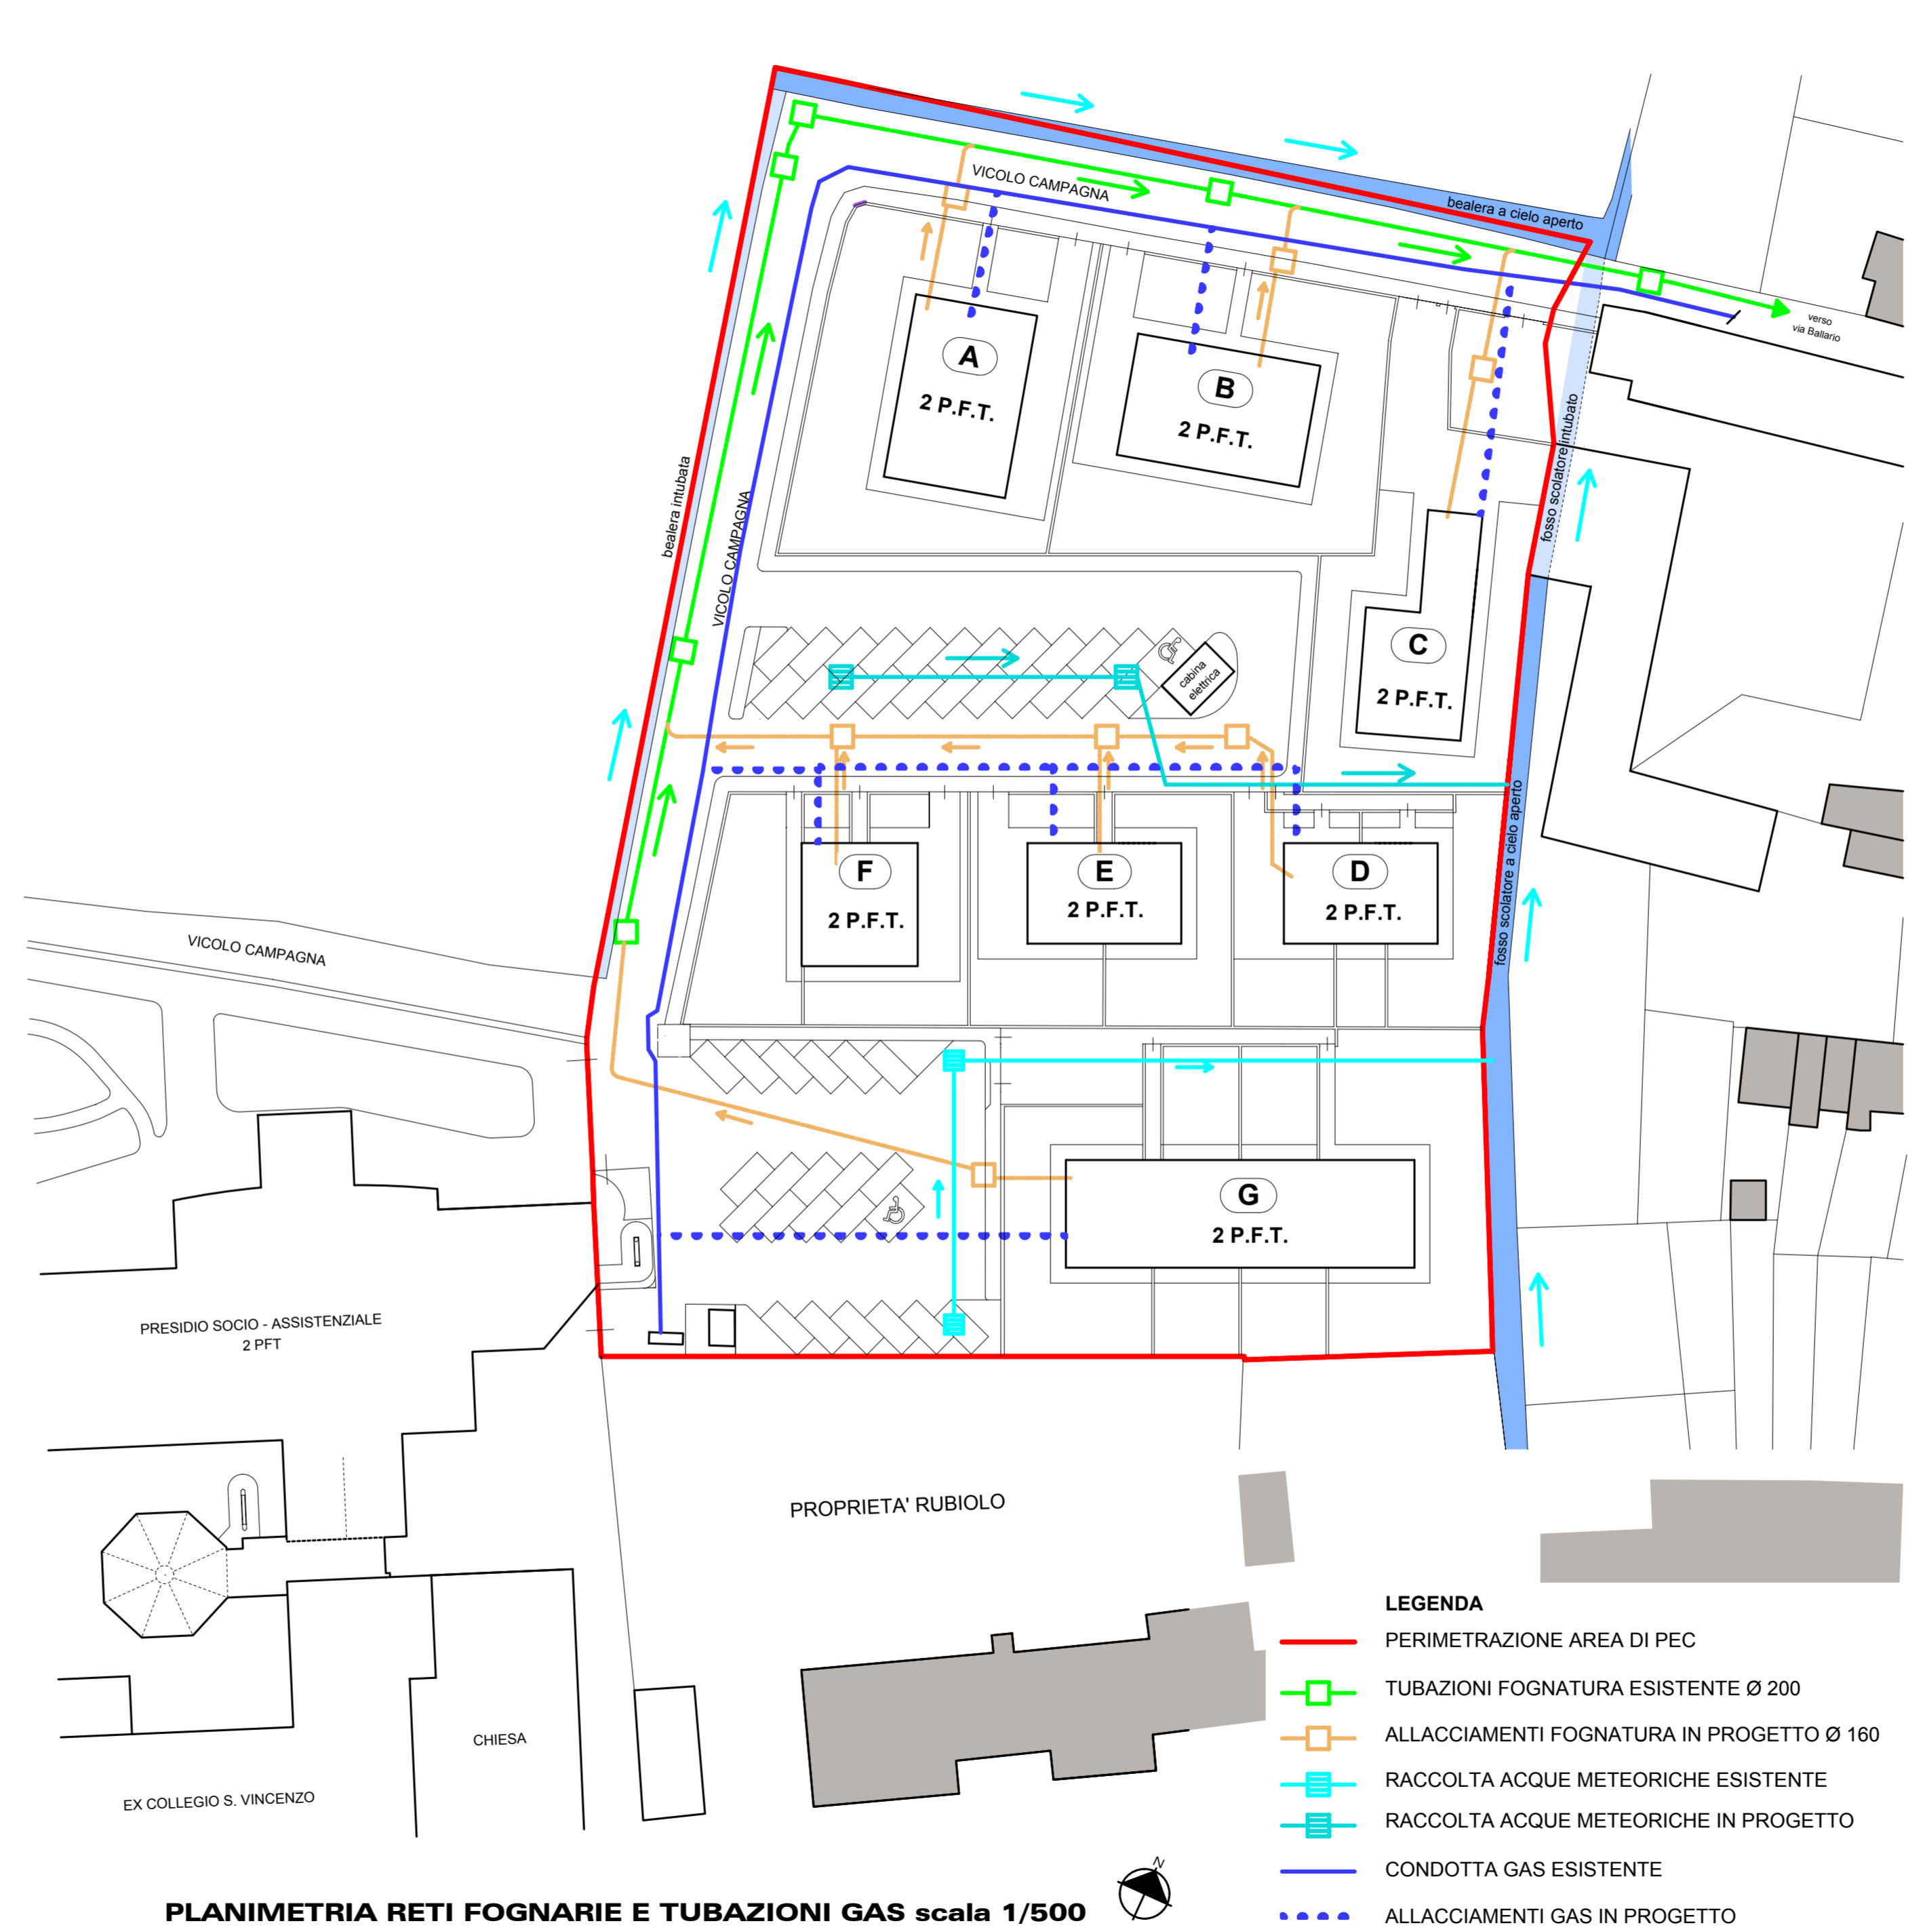 VICOLO CAMPAGNA
bealera a cielo aperto
verso
via Ballario
A
2 P.F.T.
B
2 P.F.T.
fosso scolatore intubato
bealera intubata
VICOLO CAMPAGNA
C
2 P.F.T.
cabina
elettrica
fosso scolatore a cielo aperto
F
2 P.F.T.
E
2 P.F.T.
D
2 P.F.T.
VICOLO CAMPAGNA
G
2 P.F.T.
PRESIDIO SOCIO - ASSISTENZIALE
2 PFT
PROPRIETA' RUBIOLO
CHIESA
EX COLLEGIO S. VINCENZO
LEGENDA
PERIMETRAZIONE AREA DI PEC
TUBAZIONI FOGNATURA ESISTENTE Ø 200
ALLACCIAMENTI FOGNATURA IN PROGETTO Ø 160
RACCOLTA ACQUE METEORICHE ESISTENTE
RACCOLTA ACQUE METEORICHE IN PROGETTO
CONDOTTA GAS ESISTENTE
ALLACCIAMENTI GAS IN PROGETTO
N
PLANIMETRIA RETI FOGNARIE E TUBAZIONI GAS scala 1/500